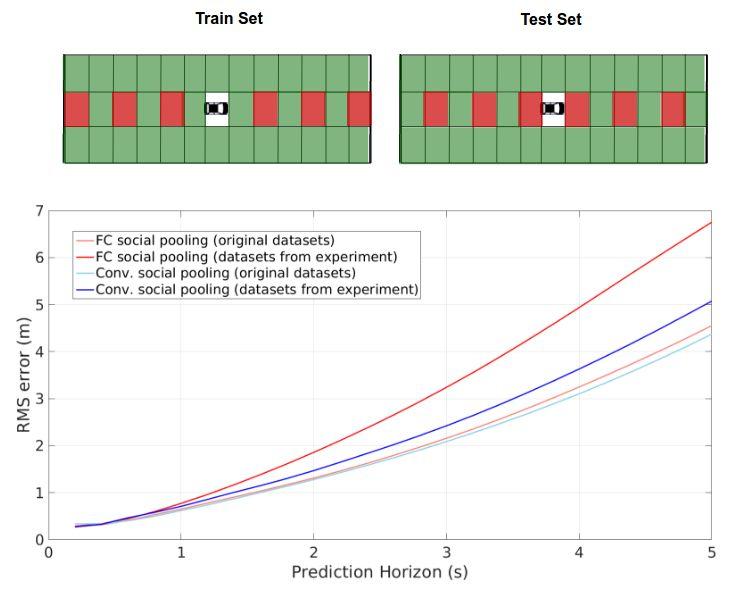 Train Set
Test Set
7
6
5
4
3
2
1
0
RMS error (m)
FC social pooling (original datasets)
FC social pooling (datasets from experiment)
Conv. social pooling (original datasets)
Conv. social pooling (datasets from experiment)
0 1 2 3 4 5
Prediction Horizon (s)